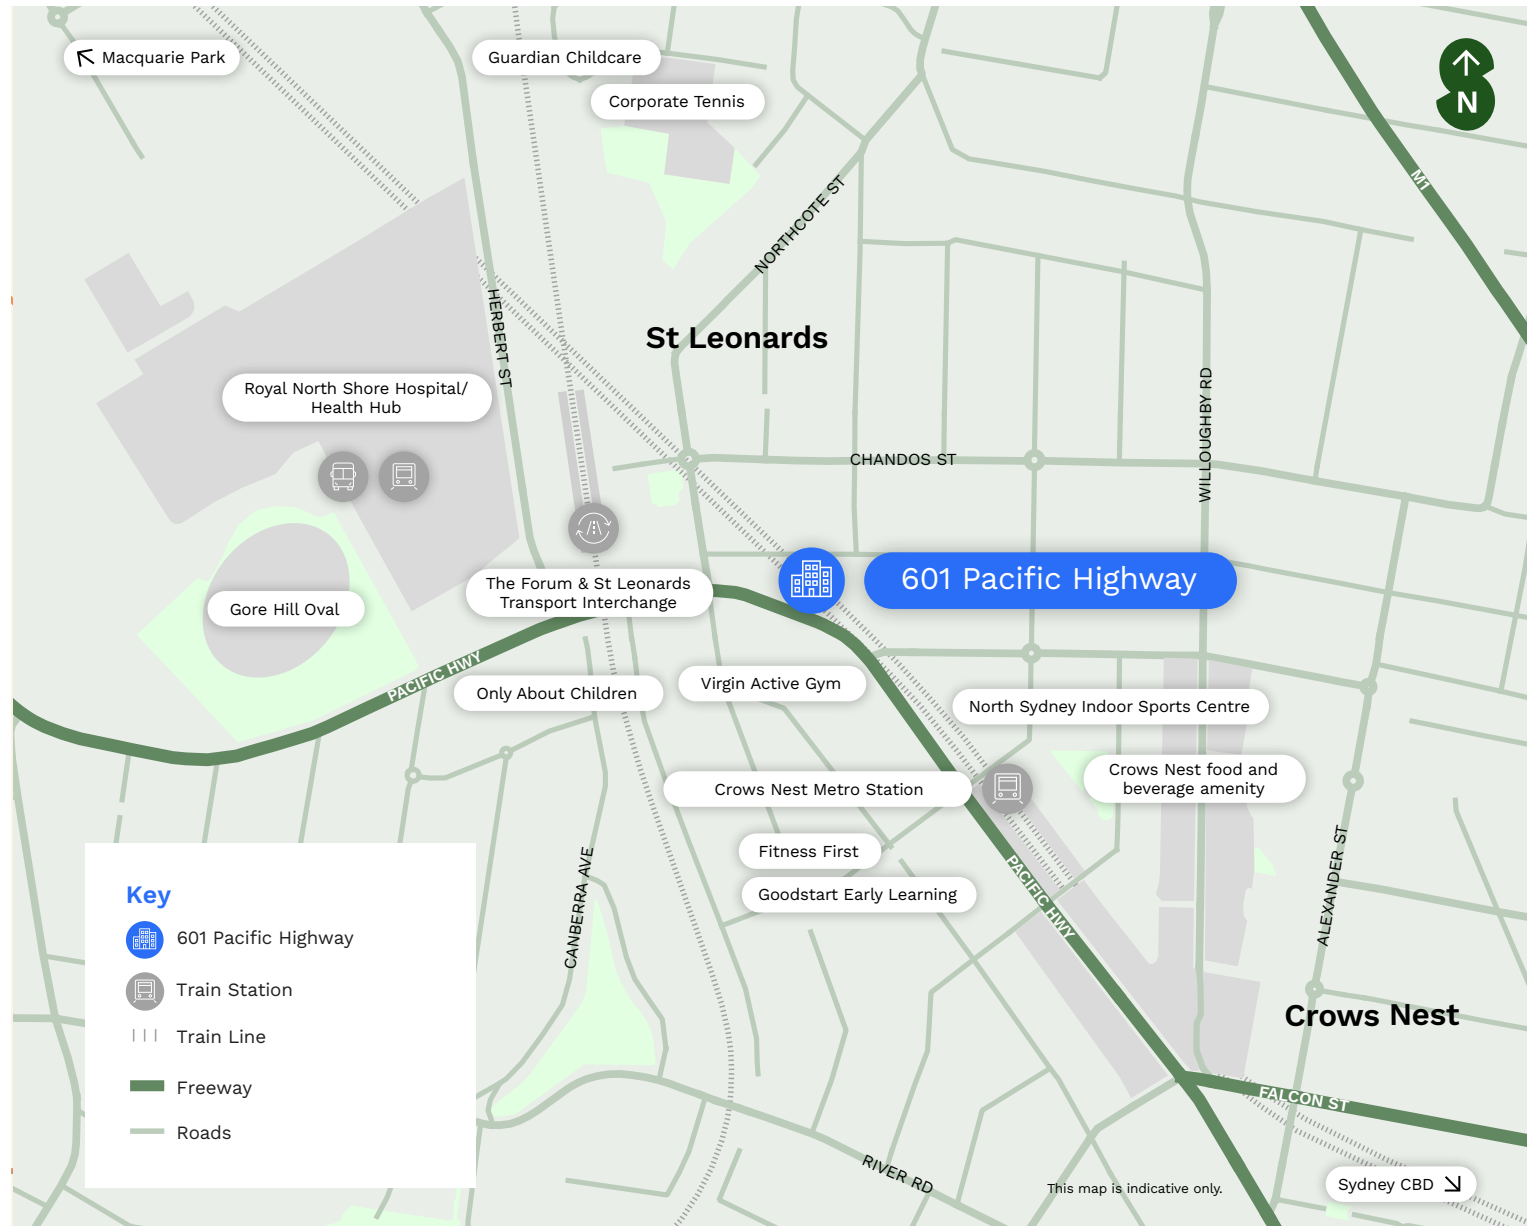 Macquarie Park
Guardian Childcare
Corporate Tennis
N
M1
NORTHCOTE ST
HERBERT ST
St Leonards
Royal North Shore Hospital/
Health Hub
WILLOUGHBY RD
CHANDOS ST
The Forum & St Leonards
Transport Interchange
601 Pacific Highway
Gore Hill Oval
PACIFIC HWY
Only About Children
Virgin Active Gym
North Sydney Indoor Sports Centre
Crows Nest Metro Station
Crows Nest food and
beverage amenity
Fitness First
Goodstart Early Learning
PACIFIC HWY
CANBERRA AVE
ALEXANDER ST
Key
601 Pacific Highway
Train Station
Train Line
Freeway
Roads
Crows Nest
FALCON ST
RIVER RD
This map is indicative only.
Sydney CBD